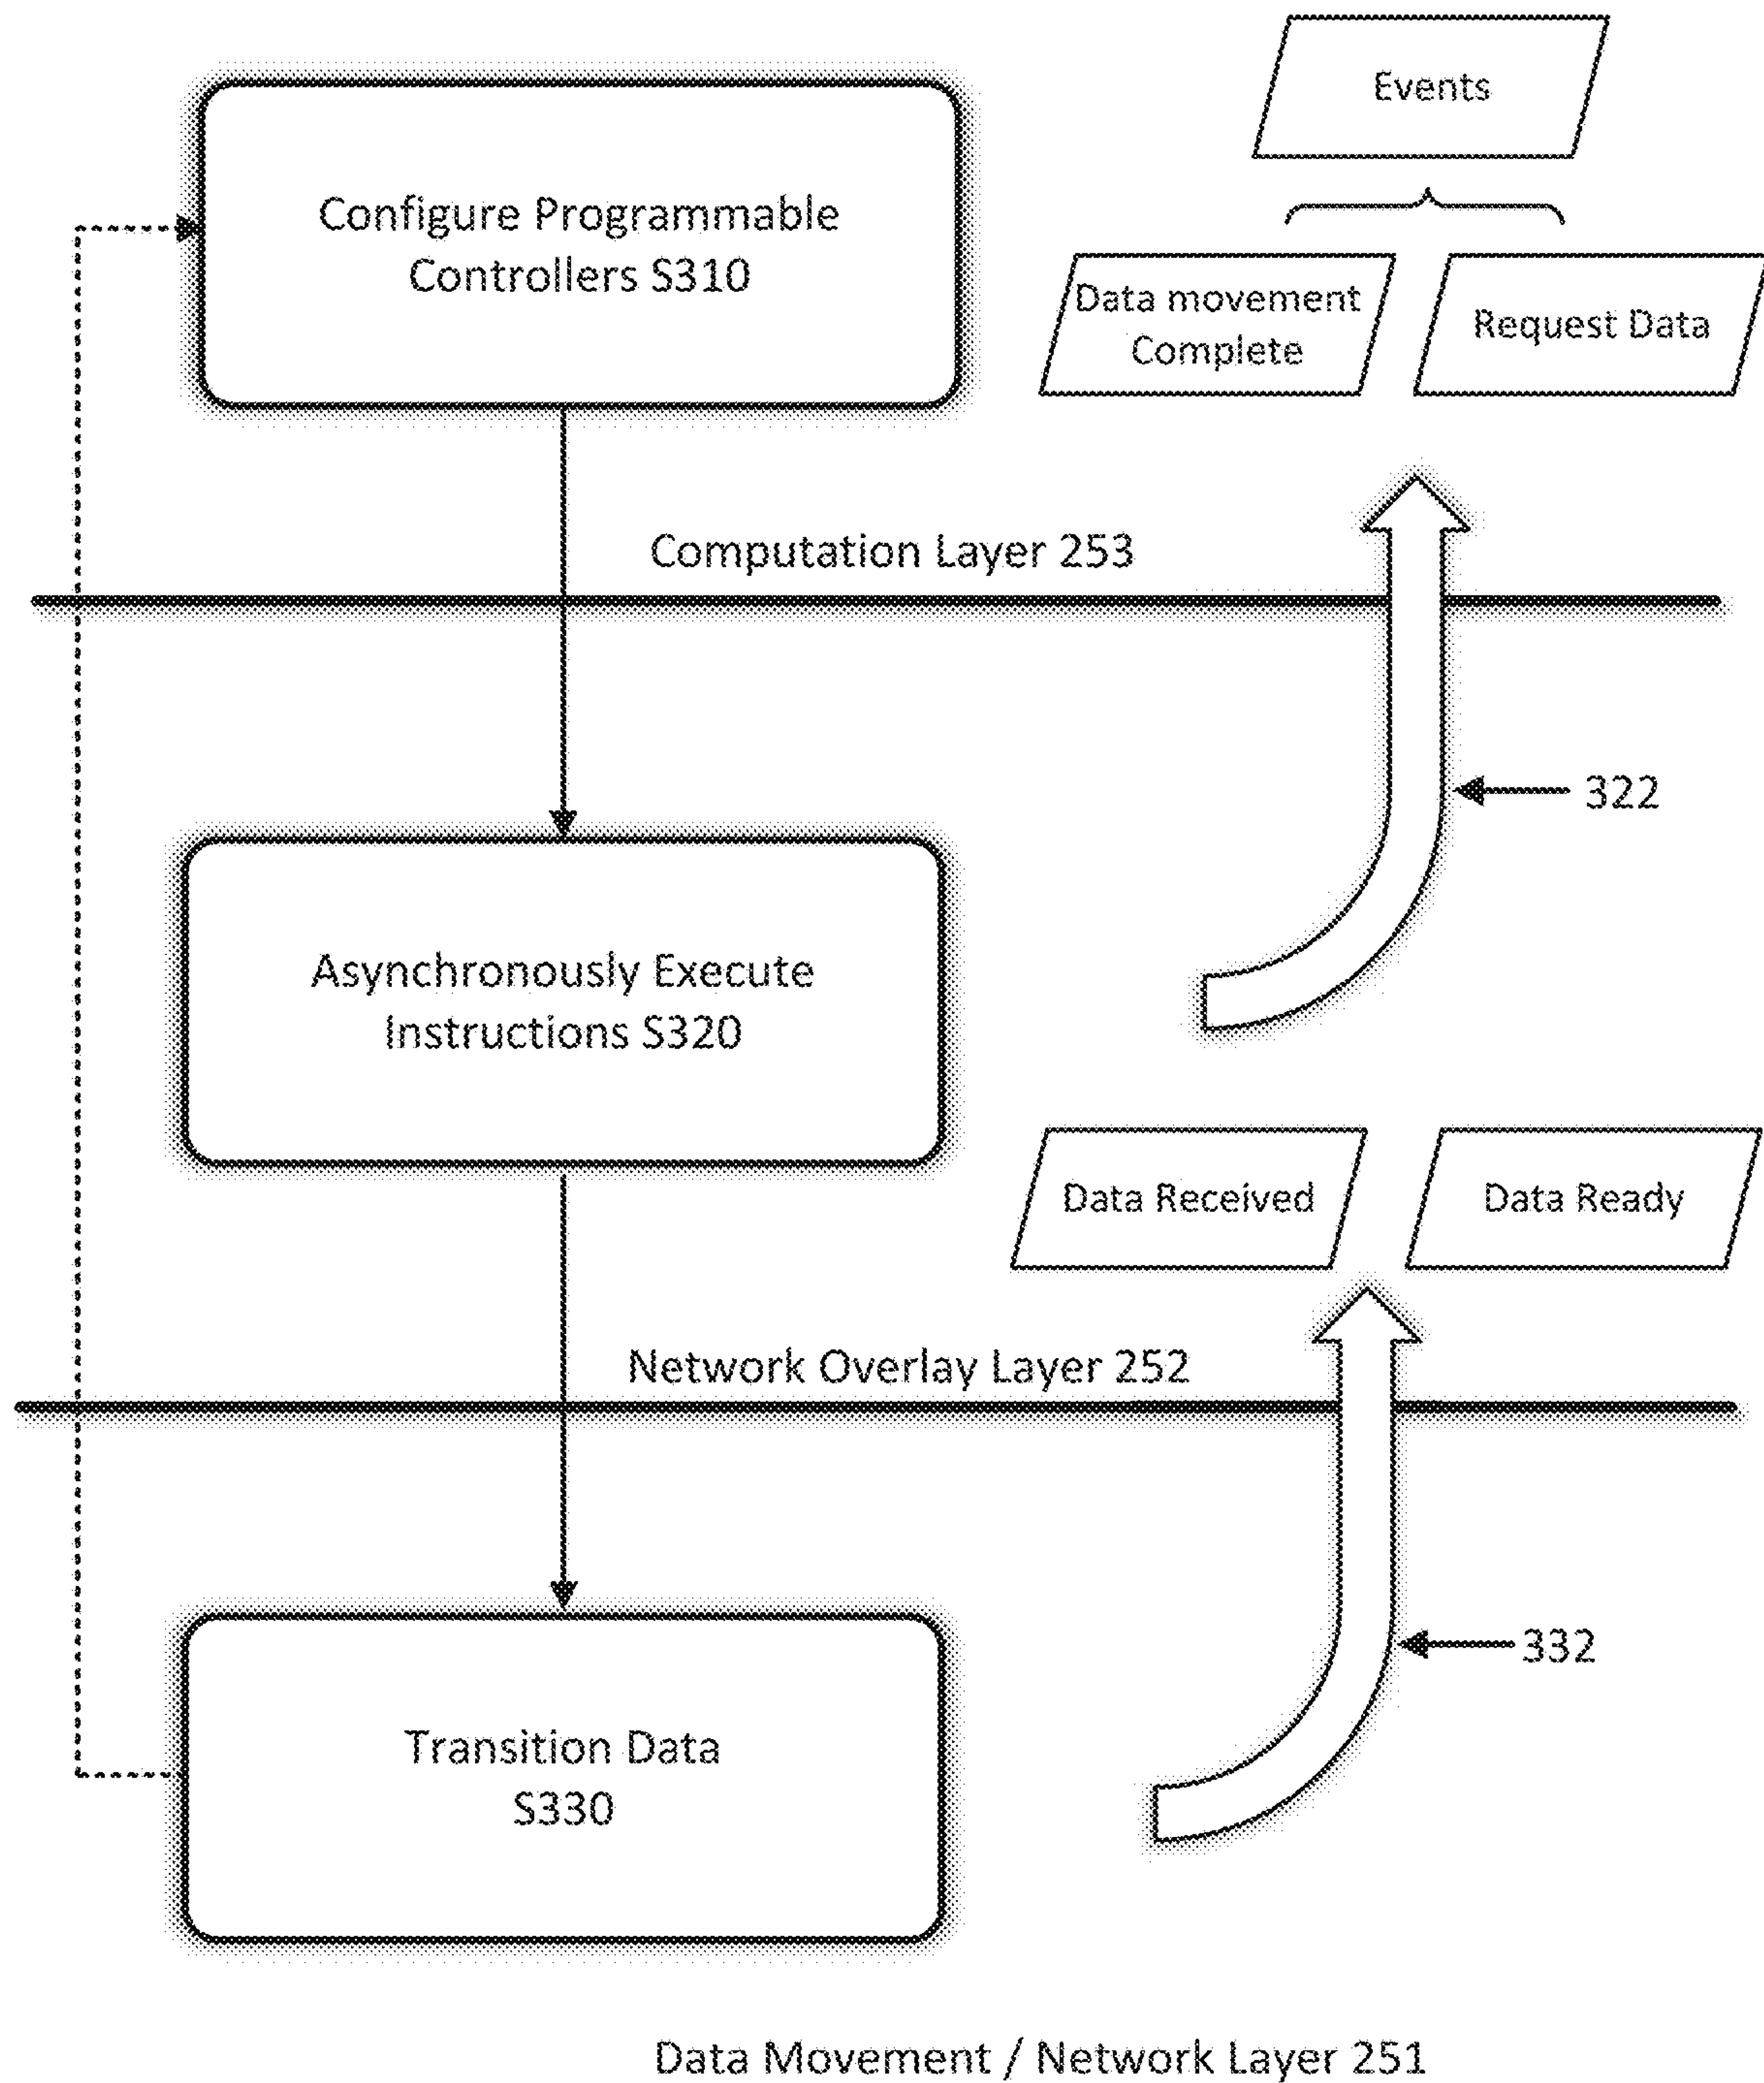 Events
Configure Programmable
Controllers S310
Data movement
Complete
Request Data
Computation Layer 253
322
Asynchronously Execute
Instructions S320
Data Received
Data Ready
Network Overlay Layer 252
332
Transition Data
S330
Data Movement / Network Layer 251